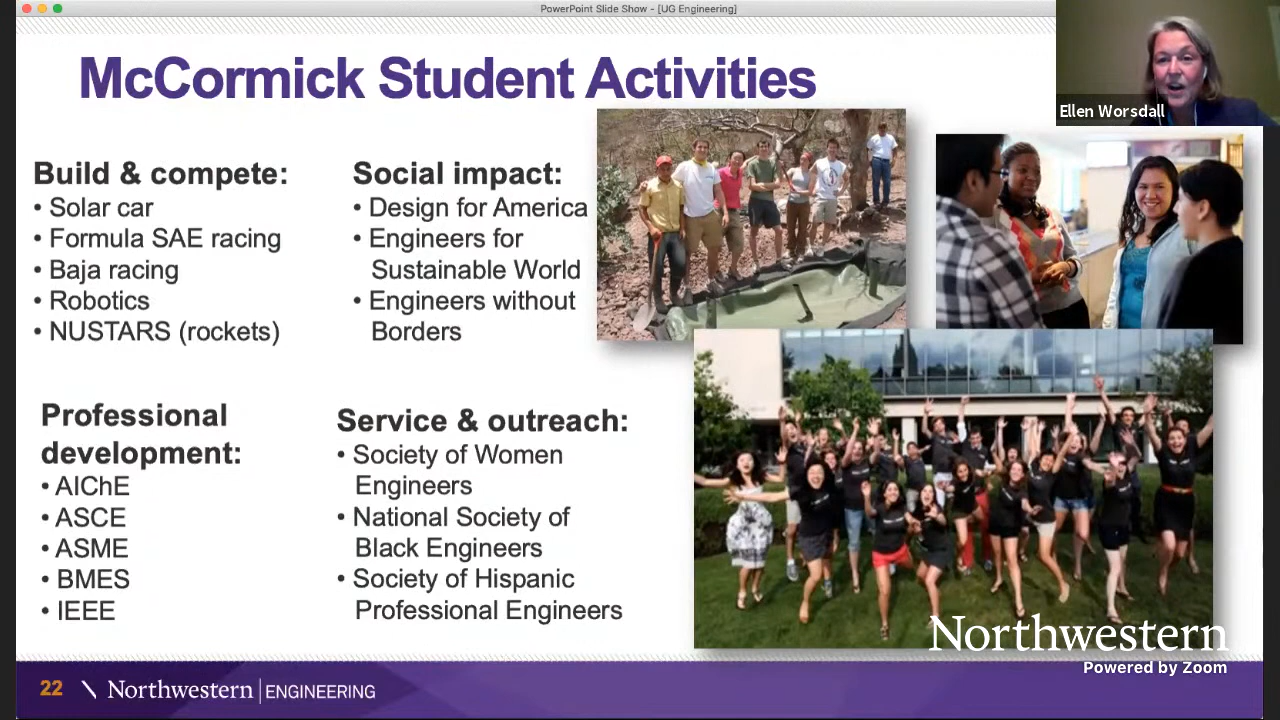 PowerPoint Slide Show - [UG Engineering]
McCormick Student Activities
Ellen Worsdall
Build & compete:
• Solar car
• Formula SAE racing
• Baja racing
• Robotics
• NUSTARS (rockets)
Social impact:
• Design for America
• Engineers for
Sustainable World
• Engineers without
Borders
Professional
development:
• AIChE
• ASCE
• ASME
• BMES
• IEEE
Service & outreach:
• Society of Women
Engineers
• National Society of
Black Engineers
• Society of Hispanic
Professional Engineers
Northwestern
Powered by Zoom
22 \ Northwestern | ENGINEERING